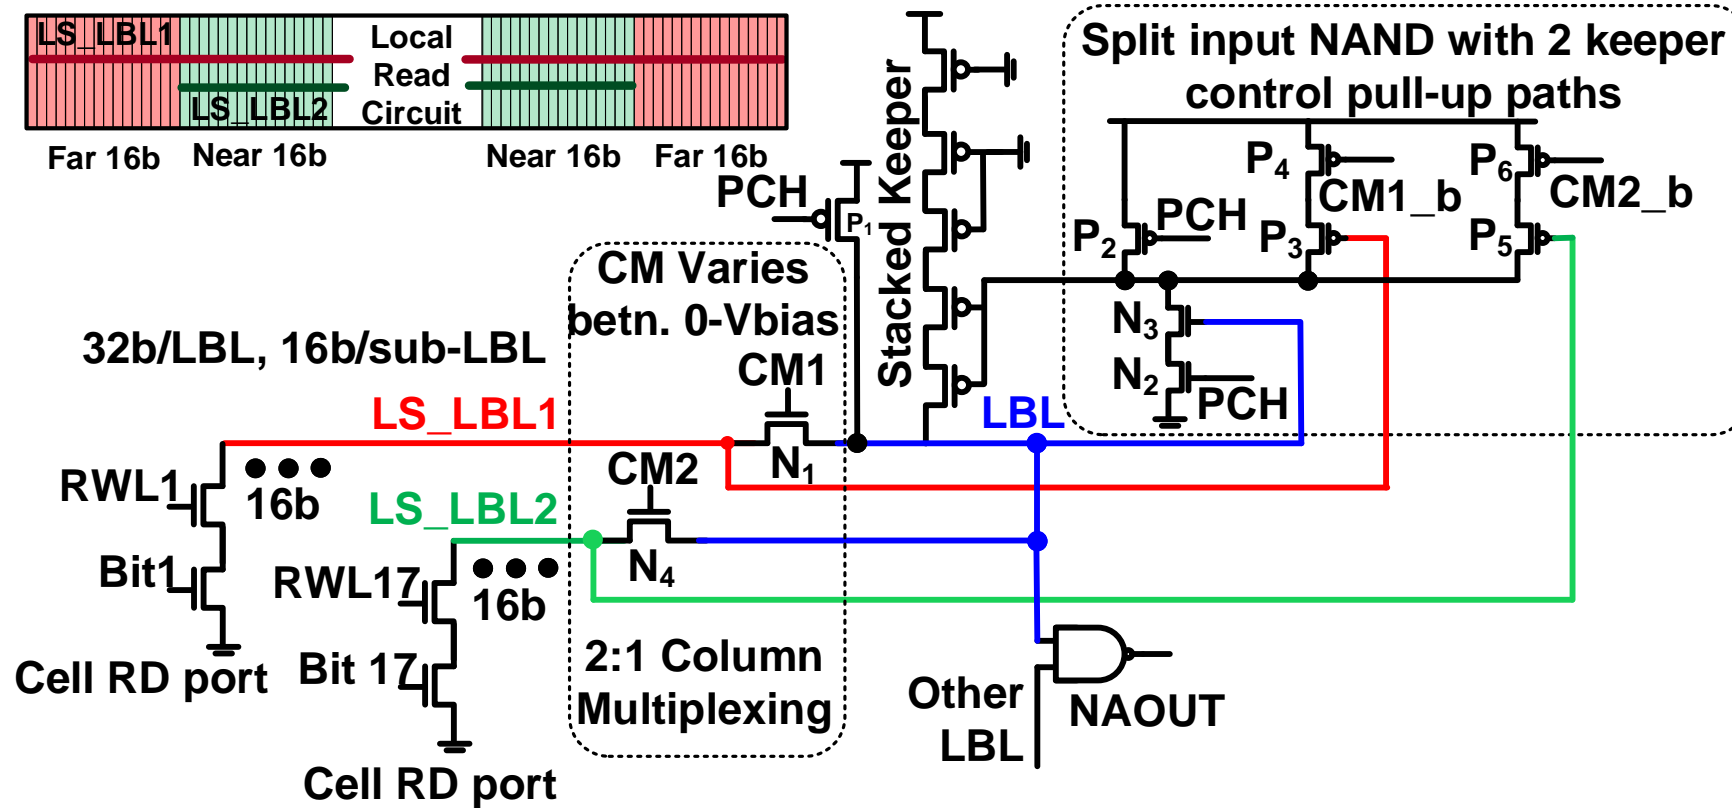 LS_LBL1
LS_LBL2
Local
Read
Circuit
Far 16b
Near 16b
Near 16b
Far 16b
PCH
P1
Stacked Keeper
Split input NAND with 2 keeper
control pull-up paths
P4
CM1_b
P6
CM2_b
P2
PCH
P3
P5
N3
N2
PCH
CM Varies
betn. 0-Vbias
CM1
N1
CM2
N4
2:1 Column
Multiplexing
32b/LBL, 16b/sub-LBL
LS_LBL1
LBL
RWL1
16b
LS_LBL2
Bit1
RWL17
16b
Cell RD port
Bit 17
Cell RD port
Other
LBL
NAOUT